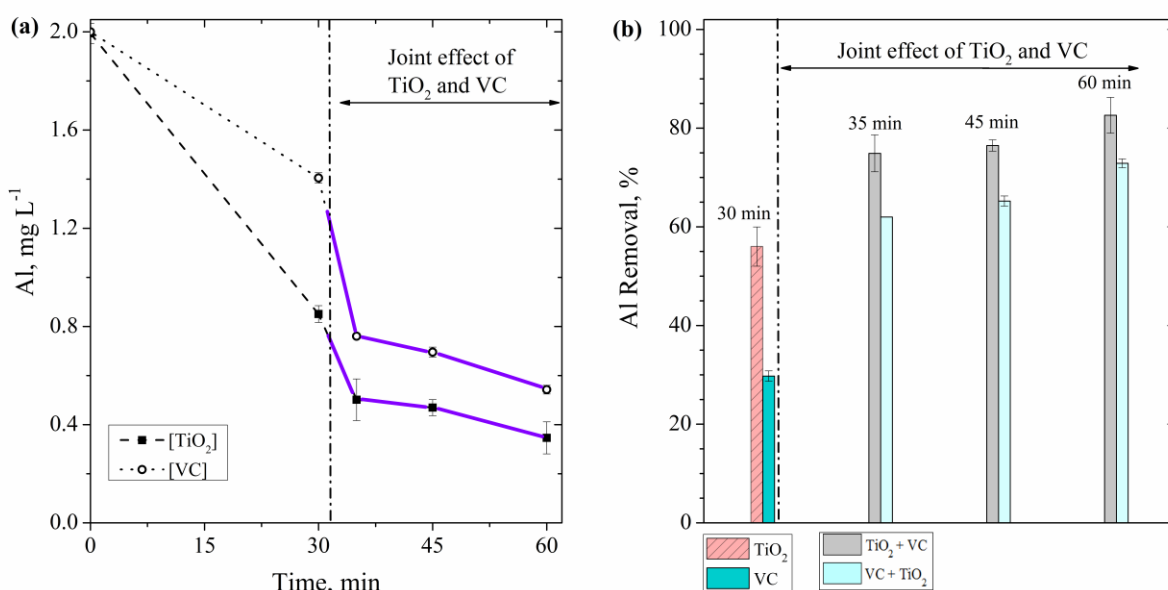 (a)
2.0
1.6
1.2
0.8
0.4
0.0
Al, mg L⁻¹
Joint effect of
TiO₂ and VC
[TiO₂]
[VC]
0
15
30
45
60
Time, min
(b)
100
80
60
40
20
0
Al Removal, %
Joint effect of TiO₂ and VC
30 min
35 min
45 min
60 min
TiO₂
VC
TiO₂ + VC
VC + TiO₂